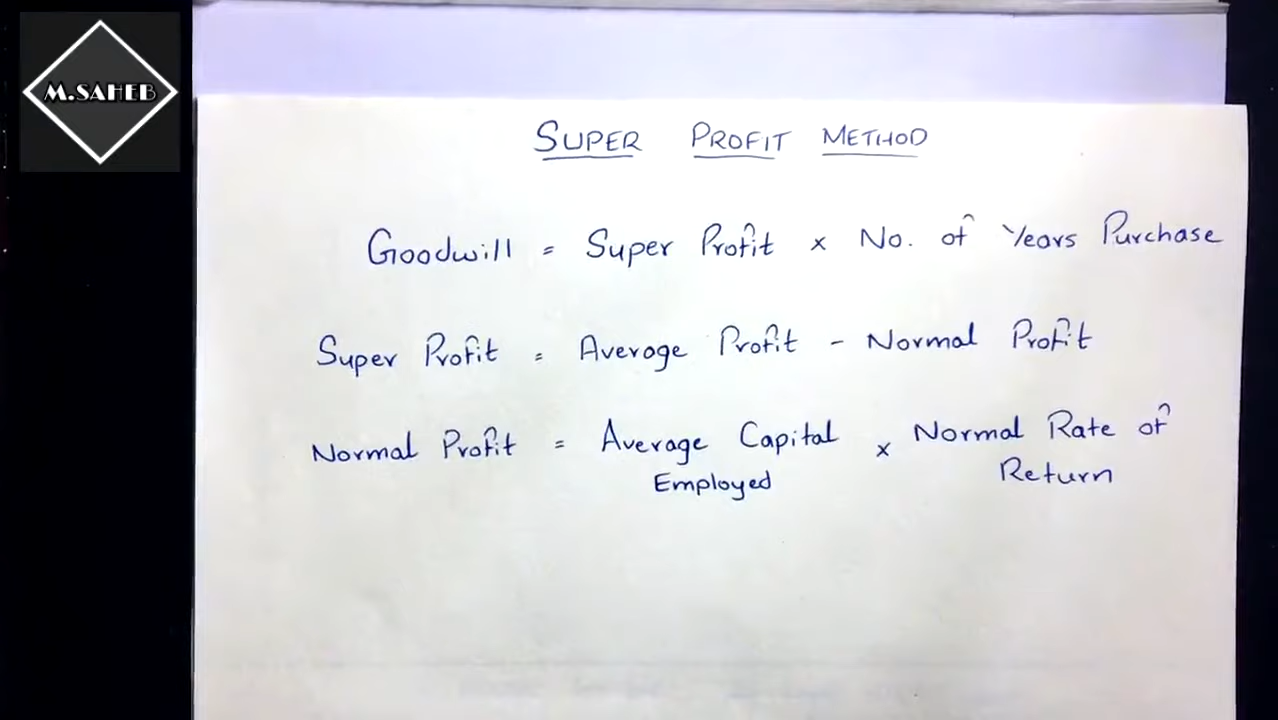 M.SAHEB
SUPER PROFIT METHOD
Goodwill = Super Profit x No. of Years Purchase
Super Profit = Average Profit - Normal Profit
Normal Profit = Average Capital Employed x Normal Rate of Return